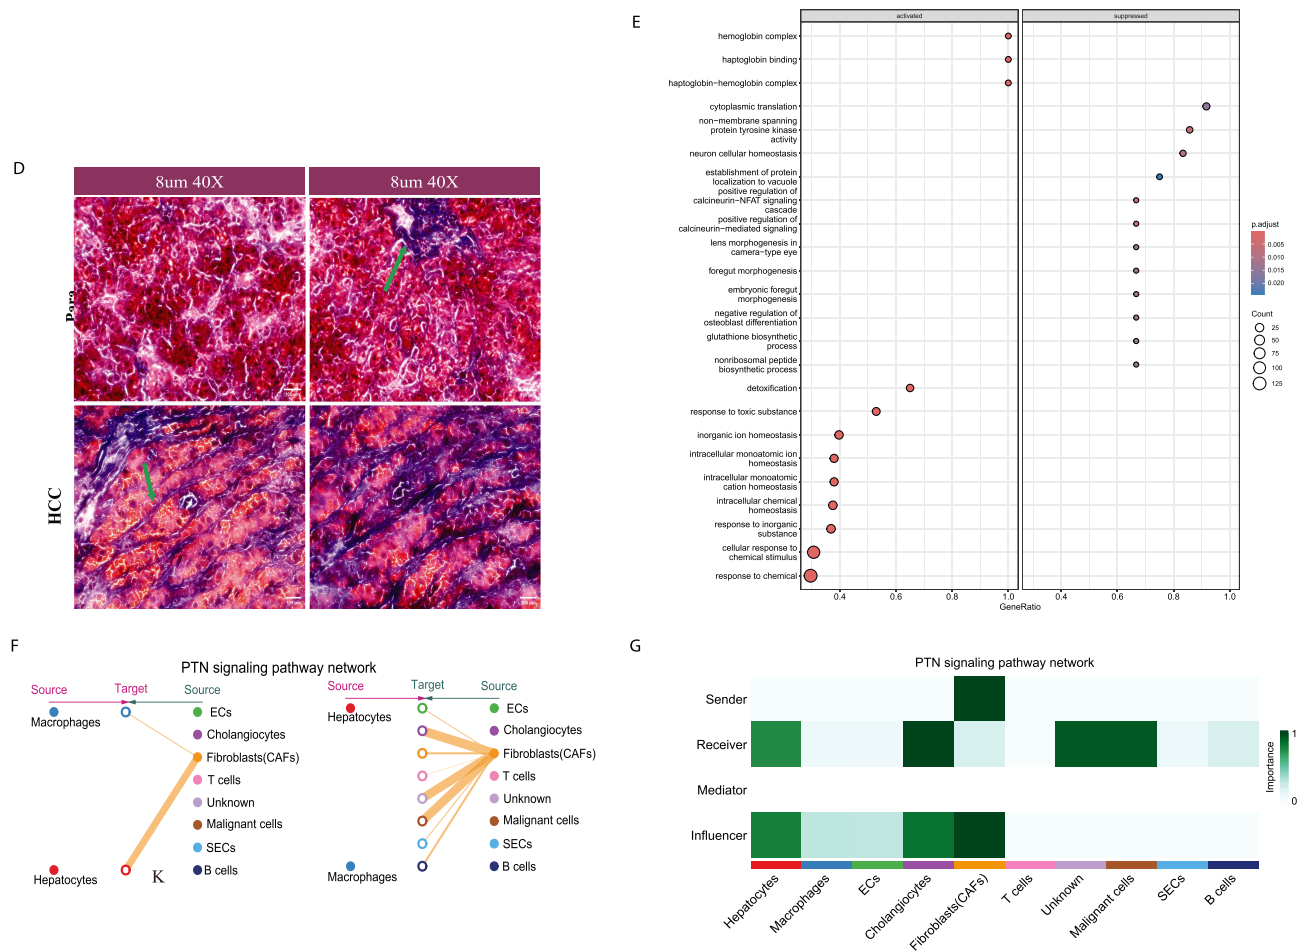 E
activated
suppressed
hemoglobin complex
haptoglobin binding
haptoglobin−hemoglobin complex
cytoplasmic translation
non−membrane spanning
protein tyrosine kinase
activity
neuron cellular homeostasis
establishment of protein
localization to vacuole
positive regulation of
calcineurin−NFAT signaling
cascade
positive regulation of
calcineurin−mediated signaling
lens morphogenesis in
camera−type eye
foregut morphogenesis
embryonic foregut
morphogenesis
negative regulation of
osteoblast differentiation
glutathione biosynthetic
process
nonribosomal peptide
biosynthetic process
detoxification
response to toxic substance
inorganic ion homeostasis
intracellular monoatomic ion
homeostasis
intracellular monoatomic
cation homeostasis
intracellular chemical
homeostasis
response to inorganic
substance
cellular response to
chemical stimulus
response to chemical
0.4 0.6 0.8 1.0 0.4 0.6 0.8 1.0
GeneRatio
p.adjust
0.005
0.010
0.015
0.020
Count
25
50
75
100
125
D
8um 40X
8um 40X
Para
HCC
F
PTN signaling pathway network
Source Target Source
Macrophages
Hepatocytes
ECs
Cholangiocytes
Fibroblasts(CAFs)
T cells
Unknown
Malignant cells
SECs
B cells
K
Source Target Source
Hepatocytes
Macrophages
ECs
Cholangiocytes
Fibroblasts(CAFs)
T cells
Unknown
Malignant cells
SECs
B cells
G
PTN signaling pathway network
Sender
Receiver
Mediator
Influencer
Hepatocytes
Macrophages
ECs
Cholangiocytes
Fibroblasts(CAFs)
T cells
Unknown
Malignant cells
SECs
B cells
Importance
1
0